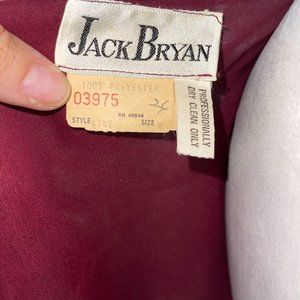 JACK BRYAN
100% POLYESTER
03975
RN 40848
STYLE
SIZE
PROFESSIONALLY
DRY CLEAN ONLY